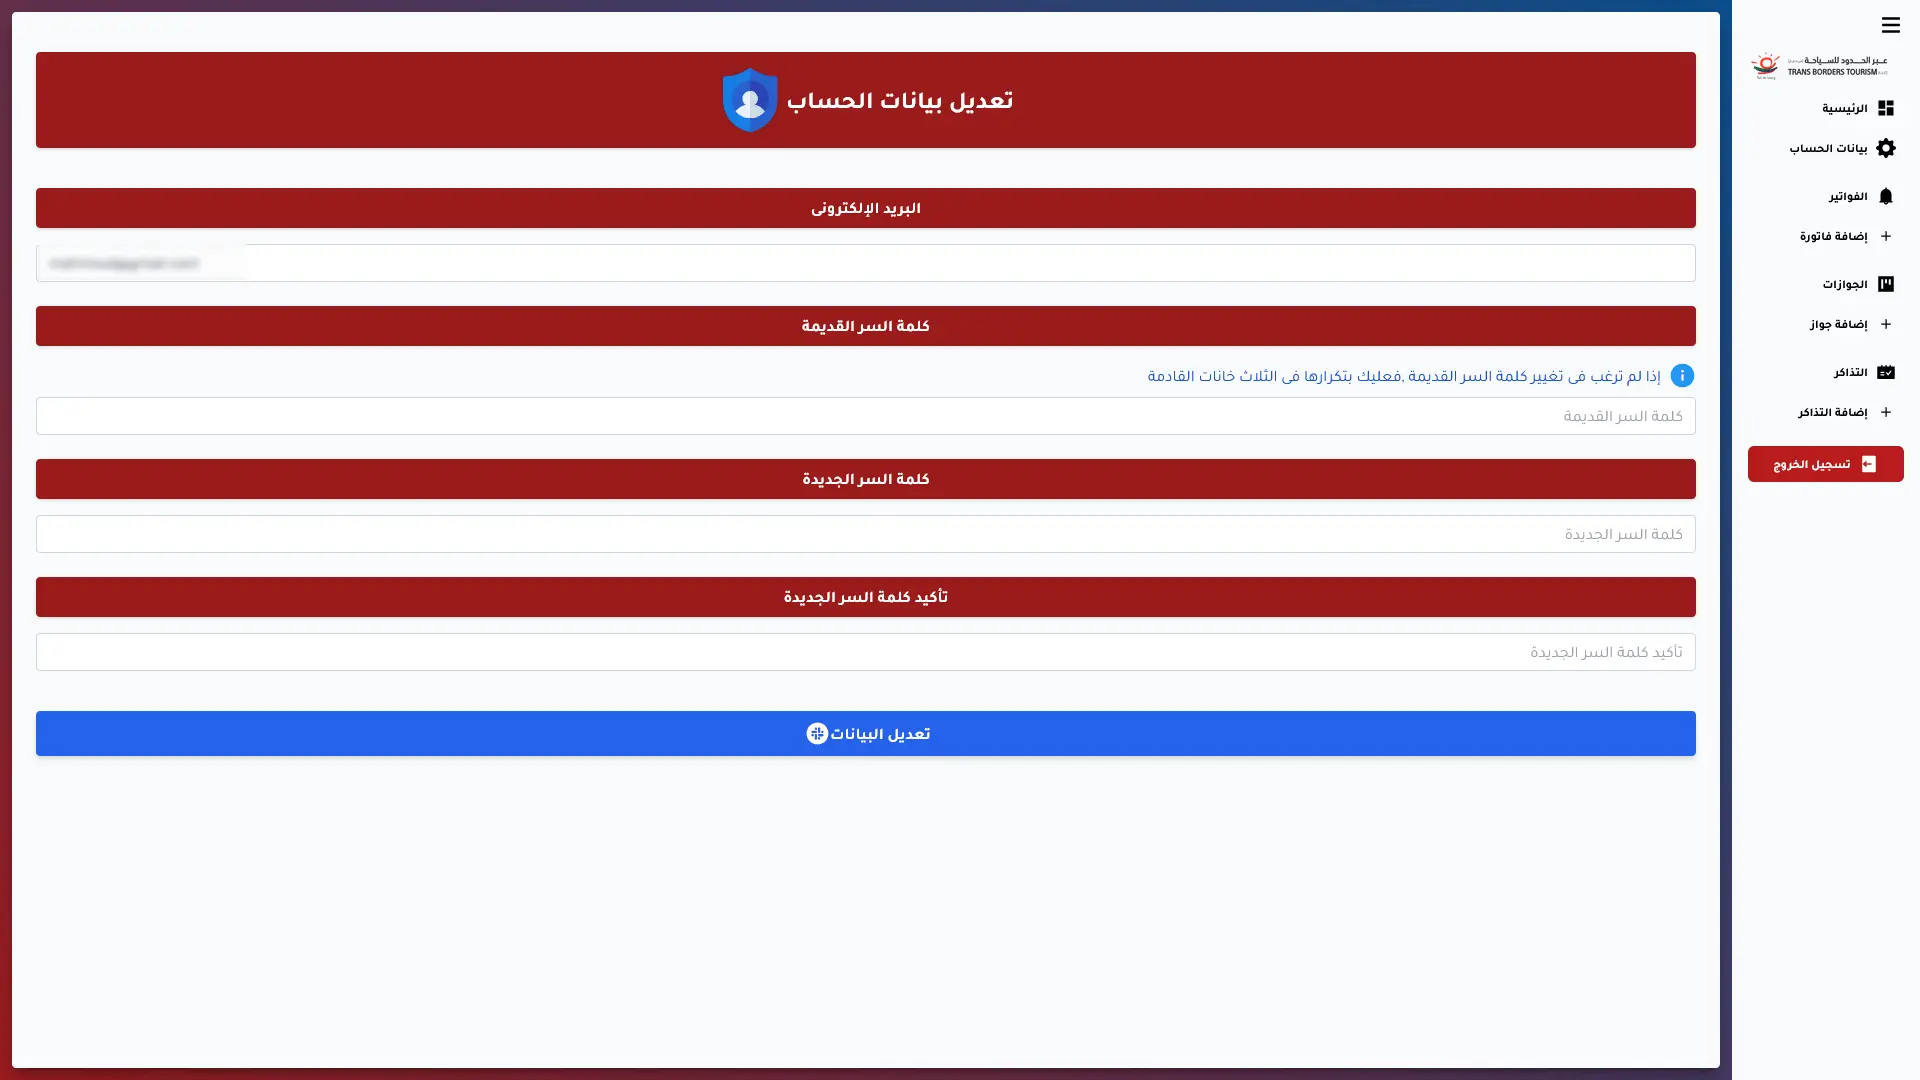 عبر الحدود للسياحة
TRANS BORDERS TOURISM
الرئيسية
بيانات الحساب
الفواتير
إضافة فاتورة
الجوازات
إضافة جواز
التذاكر
إضافة التذاكر
تسجيل الخروج
تعديل بيانات الحساب
البريد الإلكترونى
كلمة السر القديمة
إذا لم ترغب فى تغيير كلمة السر القديمة ,فعليك بتكرارها فى الثلاث خانات القادمة
كلمة السر القديمة
كلمة السر الجديدة
كلمة السر الجديدة
تأكيد كلمة السر الجديدة
تأكيد كلمة السر الجديدة
تعديل البيانات